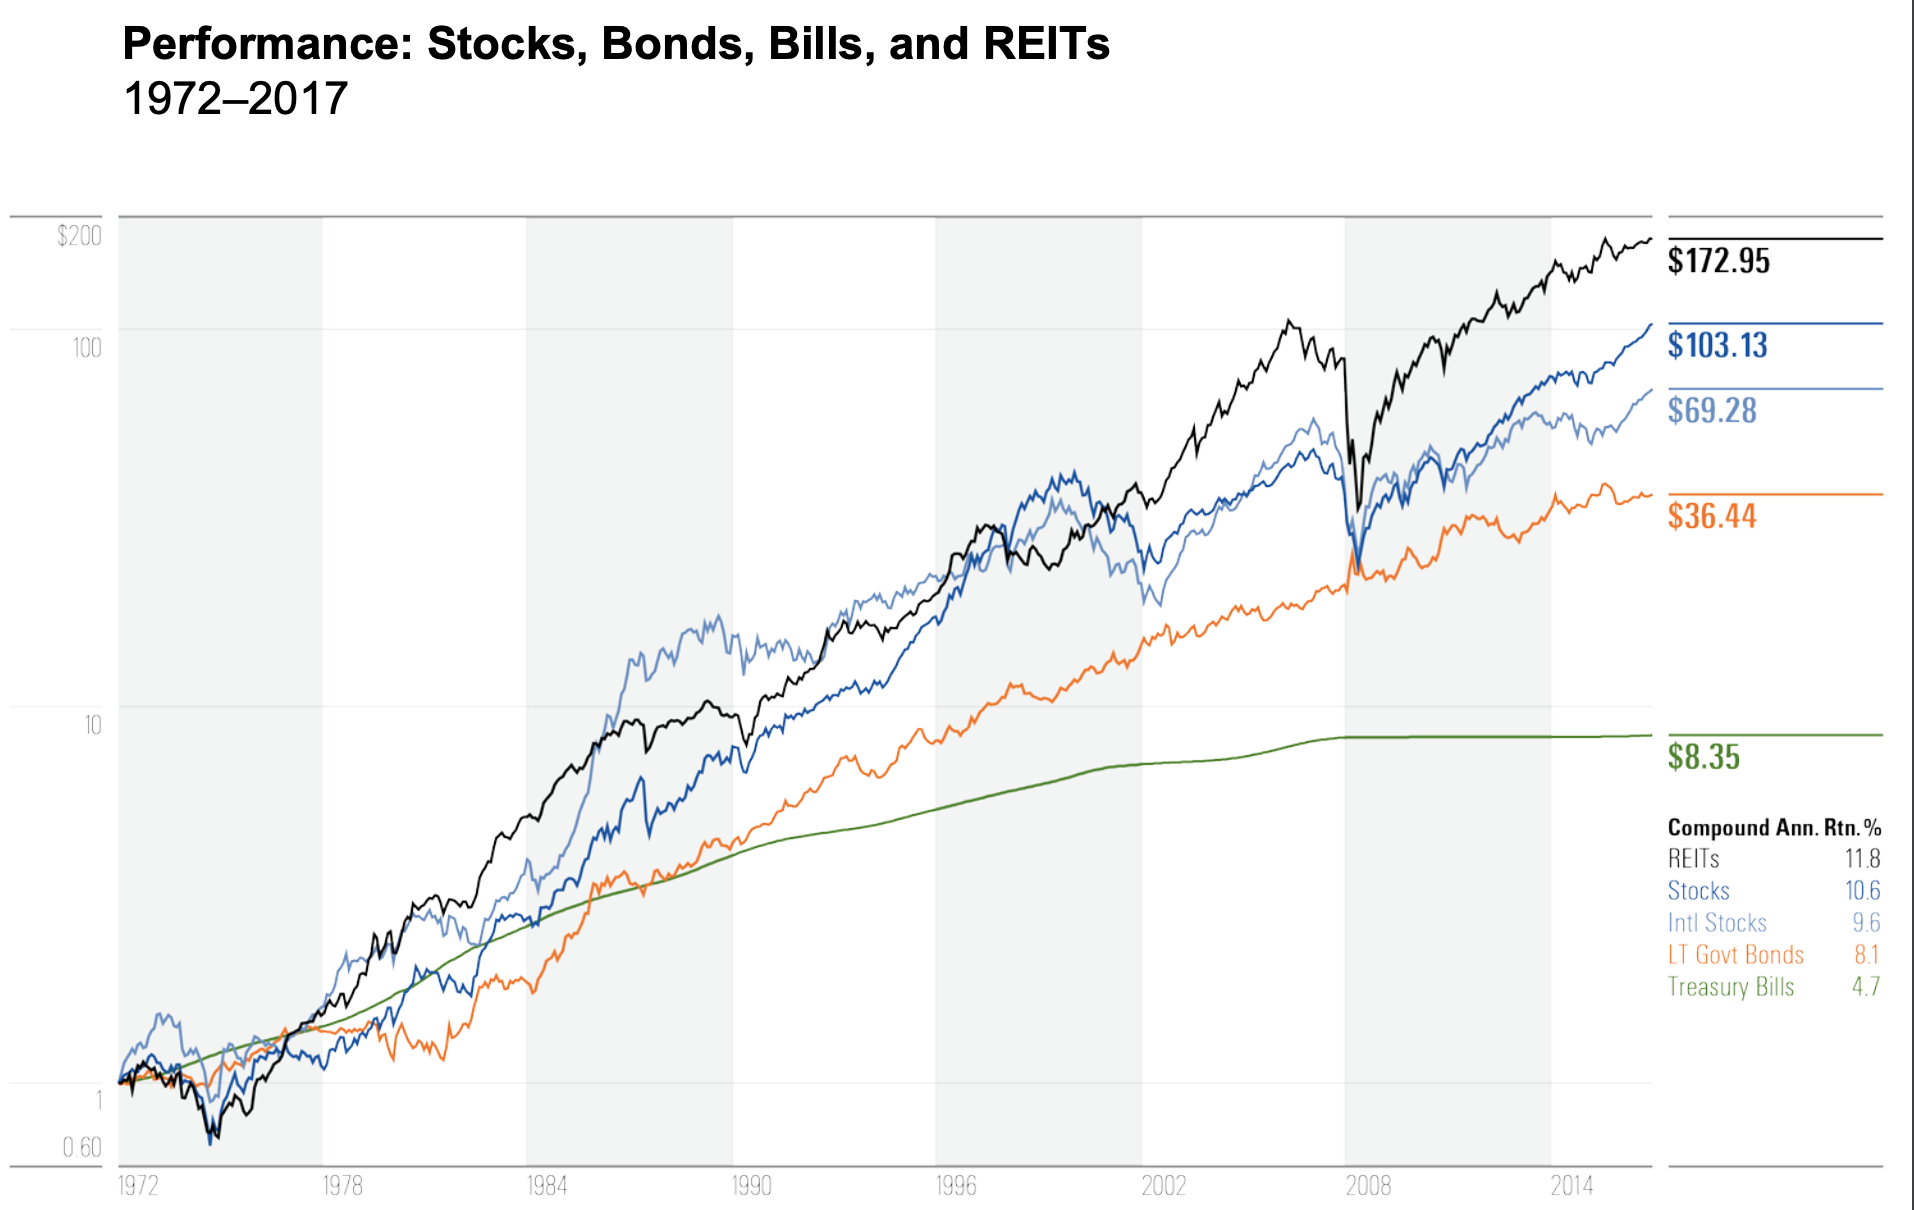 Performance: Stocks, Bonds, Bills, and REITs
1972–2017
$200
100
10
1
0.60
1972 1978 1984 1990 1996 2002 2008 2014
$172.95
$103.13
$69.28
$36.44
$8.35
Compound Ann. Rtn. %
REITs 11.8
Stocks 10.6
Intl Stocks 9.6
LT Govt Bonds 8.1
Treasury Bills 4.7